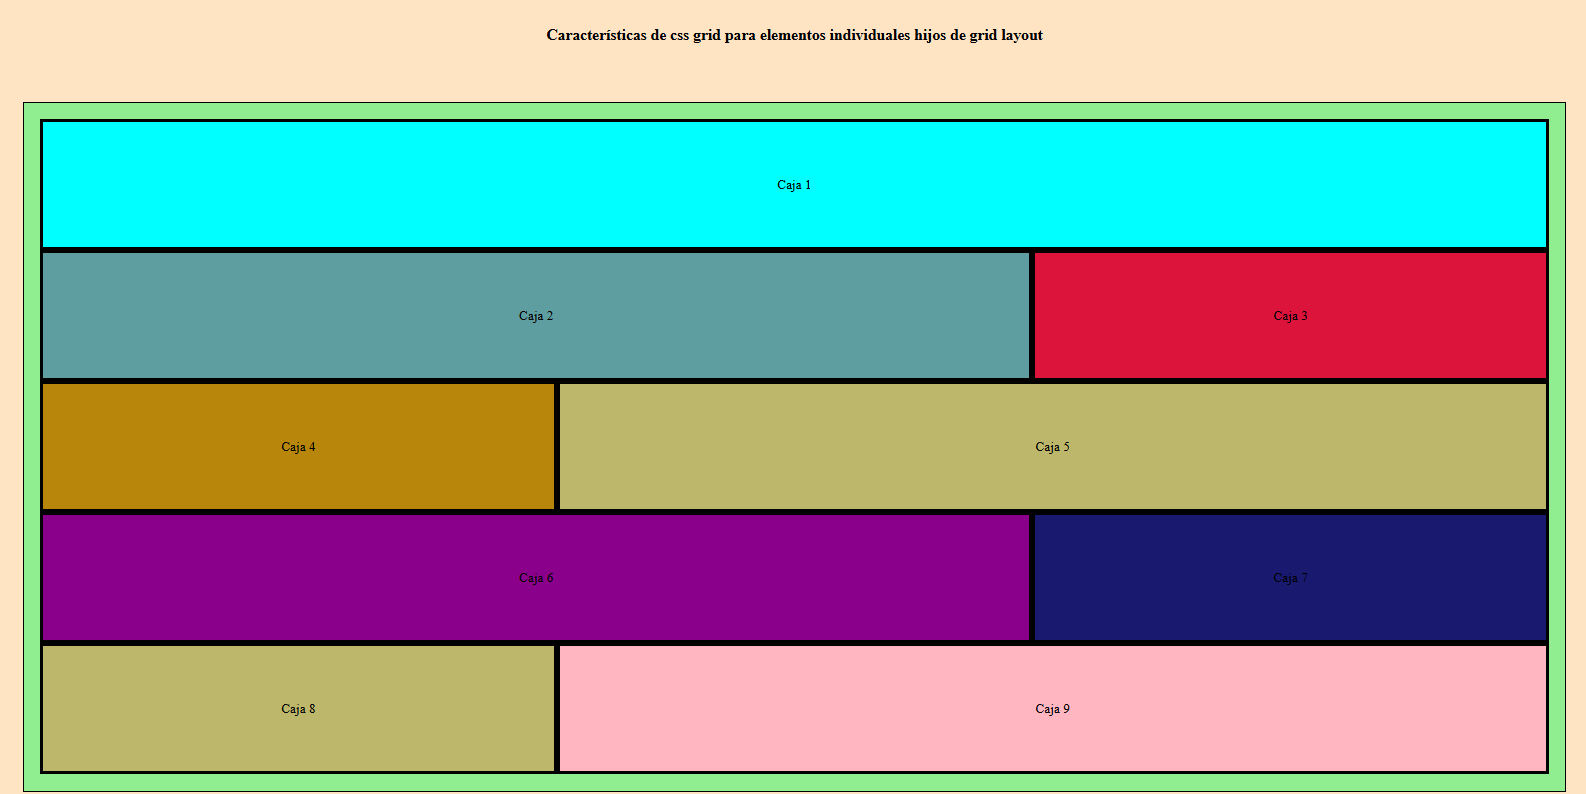 Características de css grid para elementos individuales hijos de grid layout
Caja 1
Caja 2
Caja 3
Caja 4
Caja 5
Caja 6
Caja 7
Caja 8
Caja 9